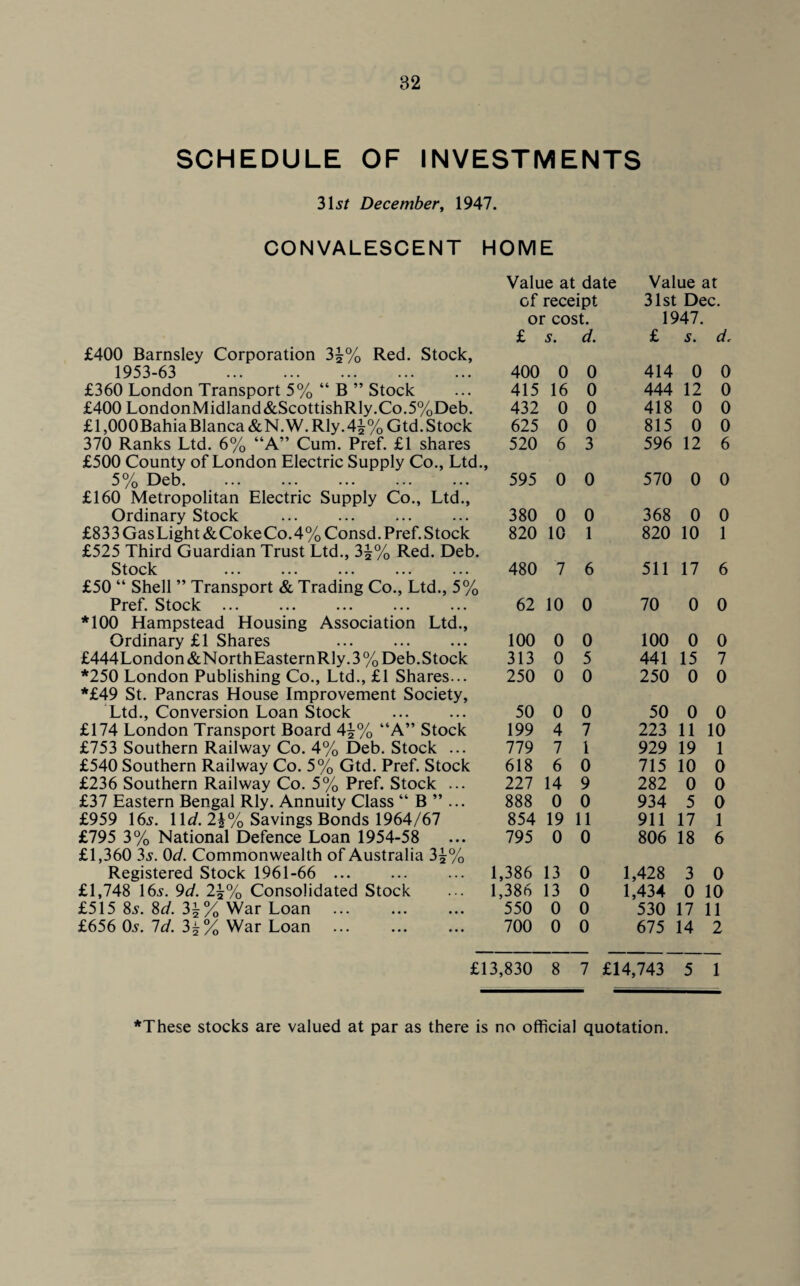 32
SCHEDULE OF INVESTMENTS
31st December, 1947.
CONVALESCENT HOME
Value at date Value at
of receipt 31st Dec.
or cost. 1947.
£ s. d. £ s. d.
£400 Barnsley Corporation 3½% Red. Stock,
1953-63 ... ... ... ... ... 400 0 0 414 0 0
£360 London Transport 5% “ B ” Stock ... 415 16 0 444 12 0
£400 London Midland & Scottish Rly. Co. 5% Deb. 432 0 0 418 0 0
£1,000 Bahia Blanca & N.W. Rly. 4½% Gtd. Stock 625 0 0 815 0 0
370 Ranks Ltd. 6% “A” Cum. Pref. £1 shares 520 6 3 596 12 6
£500 County of London Electric Supply Co., Ltd.,
5% Deb. ... ... ... ... ... 595 0 0 570 0 0
£160 Metropolitan Electric Supply Co., Ltd.,
Ordinary Stock ... ... ... ... 380 0 0 368 0 0
£833 Gas Light & Coke Co. 4% Consd. Pref. Stock 820 10 1 820 10 1
£525 Third Guardian Trust Ltd., 3½% Red. Deb.
Stock ... ... ... ... ... 480 7 6 511 17 6
£50 “ Shell ” Transport & Trading Co., Ltd., 5%
Pref. Stock ... ... ... ... ... 62 10 0 70 0 0
*100 Hampstead Housing Association Ltd.,
Ordinary £1 Shares ... ... ... 100 0 0 100 0 0
£444 London & North Eastern Rly. 3% Deb. Stock 313 0 5 441 15 7
*250 London Publishing Co., Ltd., £1 Shares... 250 0 0 250 0 0
*£49 St. Pancras House Improvement Society,
Ltd., Conversion Loan Stock ... ... 50 0 0 50 0 0
£174 London Transport Board 4½% “A” Stock 199 4 7 223 11 10
£753 Southern Railway Co. 4% Deb. Stock ... 779 7 1 929 19 1
£540 Southern Railway Co. 5% Gtd. Pref. Stock 618 6 0 715 10 0
£236 Southern Railway Co. 5% Pref. Stock ... 227 14 9 282 0 0
£37 Eastern Bengal Rly. Annuity Class “ B ” ... 888 0 0 934 5 0
£959 16s. 11d. 2½% Savings Bonds 1964/67 854 19 11 911 17 1
£795 3% National Defence Loan 1954-58 ... 795 0 0 806 18 6
£1,360 3s. 0d. Commonwealth of Australia 3½%
Registered Stock 1961-66 ... ... ... 1,386 13 0 1,428 3 0
£1,748 16s. 9d. 2½% Consolidated Stock ... 1,386 13 0 1,434 0 10
£515 8s. 8d. 3½% War Loan ... ... ... 550 0 0 530 17 11
£656 0s. 7d. 3½% War Loan ... ... ... 700 0 0 675 14 2
£13,830 8 7 £14,743 5 1
*These stocks are valued at par as there is no official quotation.